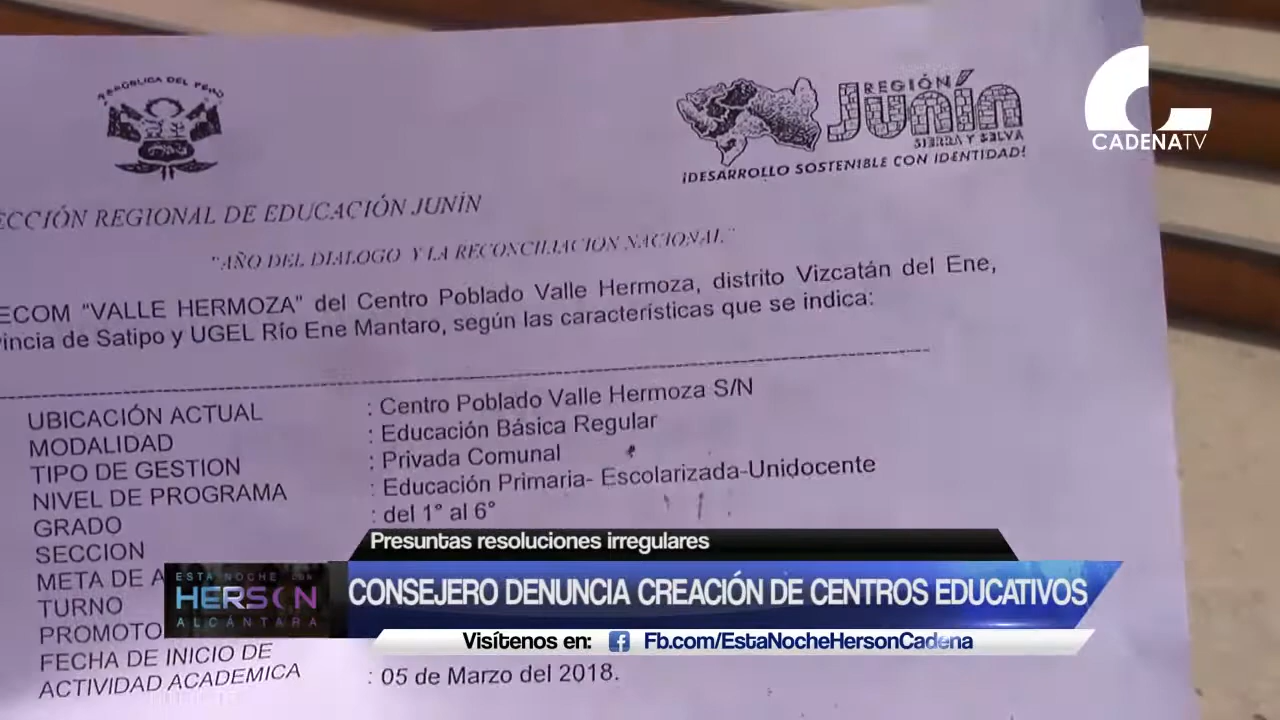 REPÚBLICA DEL PERÚ
REGIÓN
Junín
SIERRA Y SELVA
¡DESARROLLO SOSTENIBLE CON IDENTIDAD!
CADENATV
ECCIÓN REGIONAL DE EDUCACIÓN JUNÍN
"AÑO DEL DIALOGO Y LA RECONCILIACION NACIONAL"
ECOM "VALLE HERMOZA" del Centro Poblado Valle Hermoza, distrito Vizcatán del Ene,
vincia de Satipo y UGEL Río Ene Mantaro, según las características que se indica:
UBICACIÓN ACTUAL : Centro Poblado Valle Hermoza S/N
MODALIDAD : Educación Básica Regular
TIPO DE GESTION : Privada Comunal
NIVEL DE PROGRAMA : Educación Primaria- Escolarizada-Unidocente
GRADO : del 1° al 6°
SECCION
META DE A
TURNO
PROMOTO
FECHA DE INICIO DE
ACTIVIDAD ACADEMICA : 05 de Marzo del 2018.
Presuntas resoluciones irregulares
ESTA NOCHE CON
HERSON
ALCÁNTARA
CONSEJERO DENUNCIA CREACIÓN DE CENTROS EDUCATIVOS
Visítenos en: Fb.com/EstaNocheHersonCadena